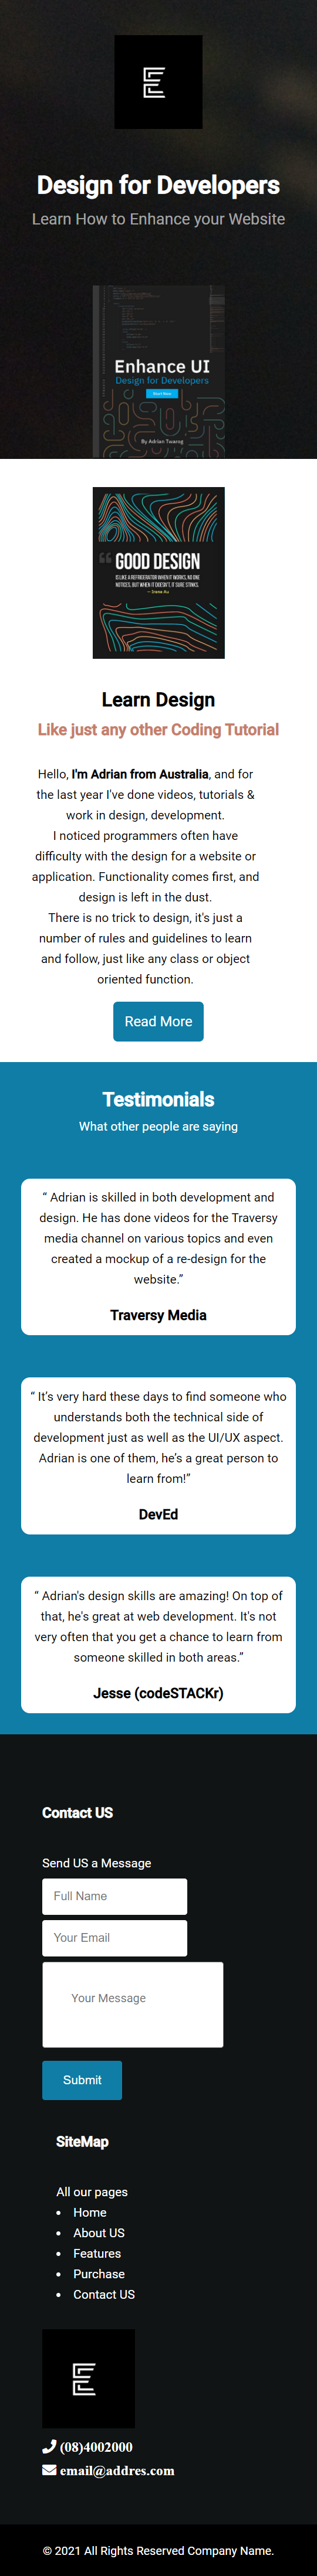 Design for Developers
Learn How to Enhance your Website
Enhance UI
Design for Developers
By Adrian Twarog
“ GOOD DESIGN
IS LIKE A REFRIGERATOR WHEN IT WORKS, NO ONE
NOTICES, BUT WHEN IT DOESN'T, IT SURE STINKS.
— Irene Au
Learn Design
Like just any other Coding Tutorial
Hello, I'm Adrian from Australia, and for
the last year I've done videos, tutorials &
work in design, development.
I noticed programmers often have
difficulty with the design for a website or
application. Functionality comes first, and
design is left in the dust.
There is no trick to design, it's just a
number of rules and guidelines to learn
and follow, just like any class or object
oriented function.
Read More
Testimonials
What other people are saying
“ Adrian is skilled in both development and
design. He has done videos for the Traversy
media channel on various topics and even
created a mockup of a re-design for the
website.”
Traversy Media
“ It's very hard these days to find someone who
understands both the technical side of
development just as well as the UI/UX aspect.
Adrian is one of them, he's a great person to
learn from!”
DevEd
“ Adrian's design skills are amazing! On top of
that, he's great at web development. It's not
very often that you get a chance to learn from
someone skilled in both areas.”
Jesse (codeSTACKr)
Contact US
Send US a Message
Full Name
Your Email
Your Message
Submit
SiteMap
All our pages
• Home
• About US
• Features
• Purchase
• Contact US
(08)4002000
email@addres.com
© 2021 All Rights Reserved Company Name.